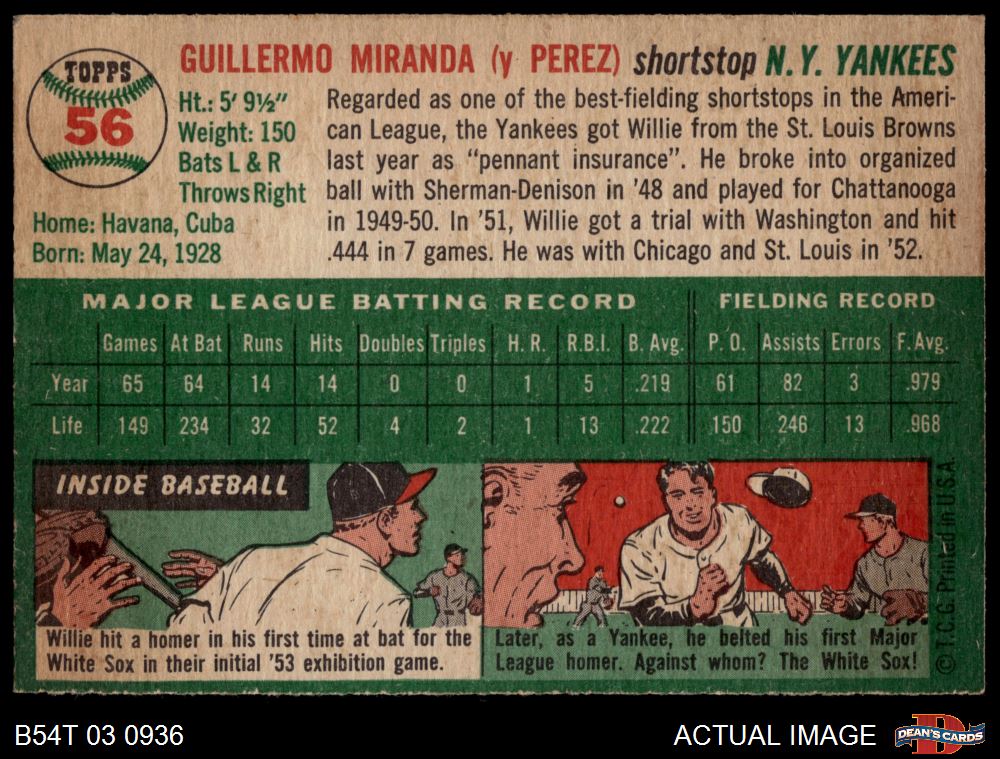 TOPPS
56
GUILLERMO MIRANDA (y PEREZ) shortstop N.Y. YANKEES
Ht.: 5' 9½"
Weight: 150
Bats L & R
Throws Right
Home: Havana, Cuba
Born: May 24, 1928
Regarded as one of the best-fielding shortstops in the Ameri-
can League, the Yankees got Willie from the St. Louis Browns
last year as "pennant insurance". He broke into organized
ball with Sherman-Denison in '48 and played for Chattanooga
in 1949-50. In '51, Willie got a trial with Washington and hit
.444 in 7 games. He was with Chicago and St. Louis in '52.
MAJOR LEAGUE BATTING RECORD FIELDING RECORD
Games At Bat Runs Hits Doubles Triples H. R. R.B.I. B. Avg. P. O. Assists Errors F. Avg.
Year 65 64 14 14 0 0 1 5 .219 61 82 3 .979
Life 149 234 32 52 4 2 1 13 .222 150 246 13 .968
INSIDE BASEBALL
Willie hit a homer in his first time at bat for the
White Sox in their initial '53 exhibition game.
Later, as a Yankee, he belted his first Major
League homer. Against whom? The White Sox!
© T.C.G. Printed in U.S.A.
B54T 03 0936
ACTUAL IMAGE
D
DEAN'S CARDS